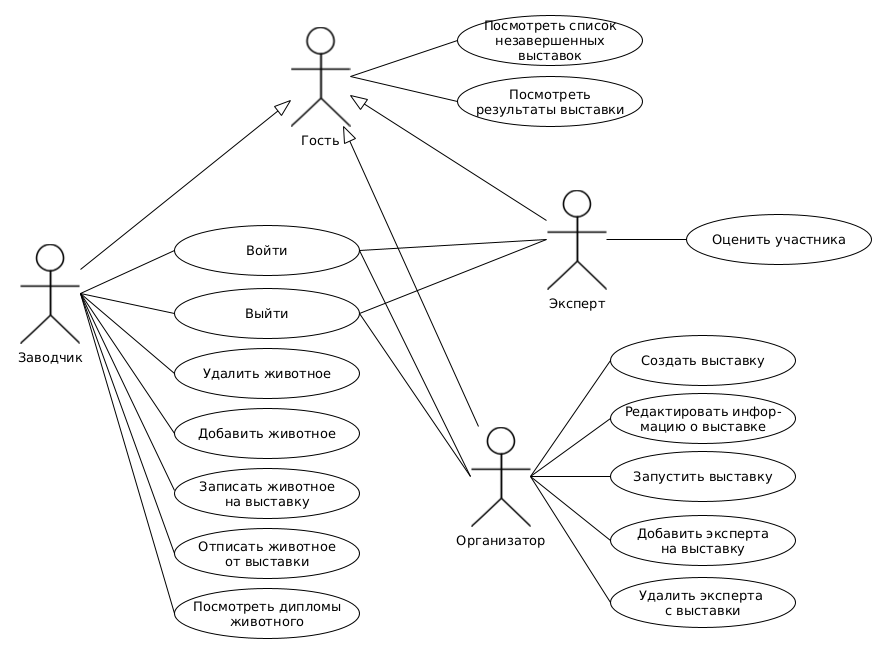 Посмотреть список
незавершенных
выставок
Посмотреть
результаты выставки
Гость
Войти
Оценить участника
Эксперт
Выйти
Заводчик
Удалить животное
Создать выставку
Редактировать инфор-
мацию о выставке
Добавить животное
Запустить выставку
Записать животное
на выставку
Организатор
Добавить эксперта
на выставку
Отписать животное
от выставки
Удалить эксперта
с выставки
Посмотреть дипломы
животного